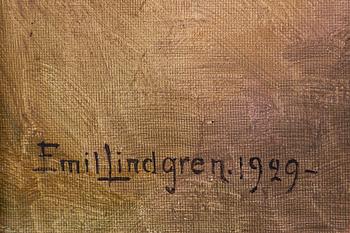 Emil Lindgren. 1929-